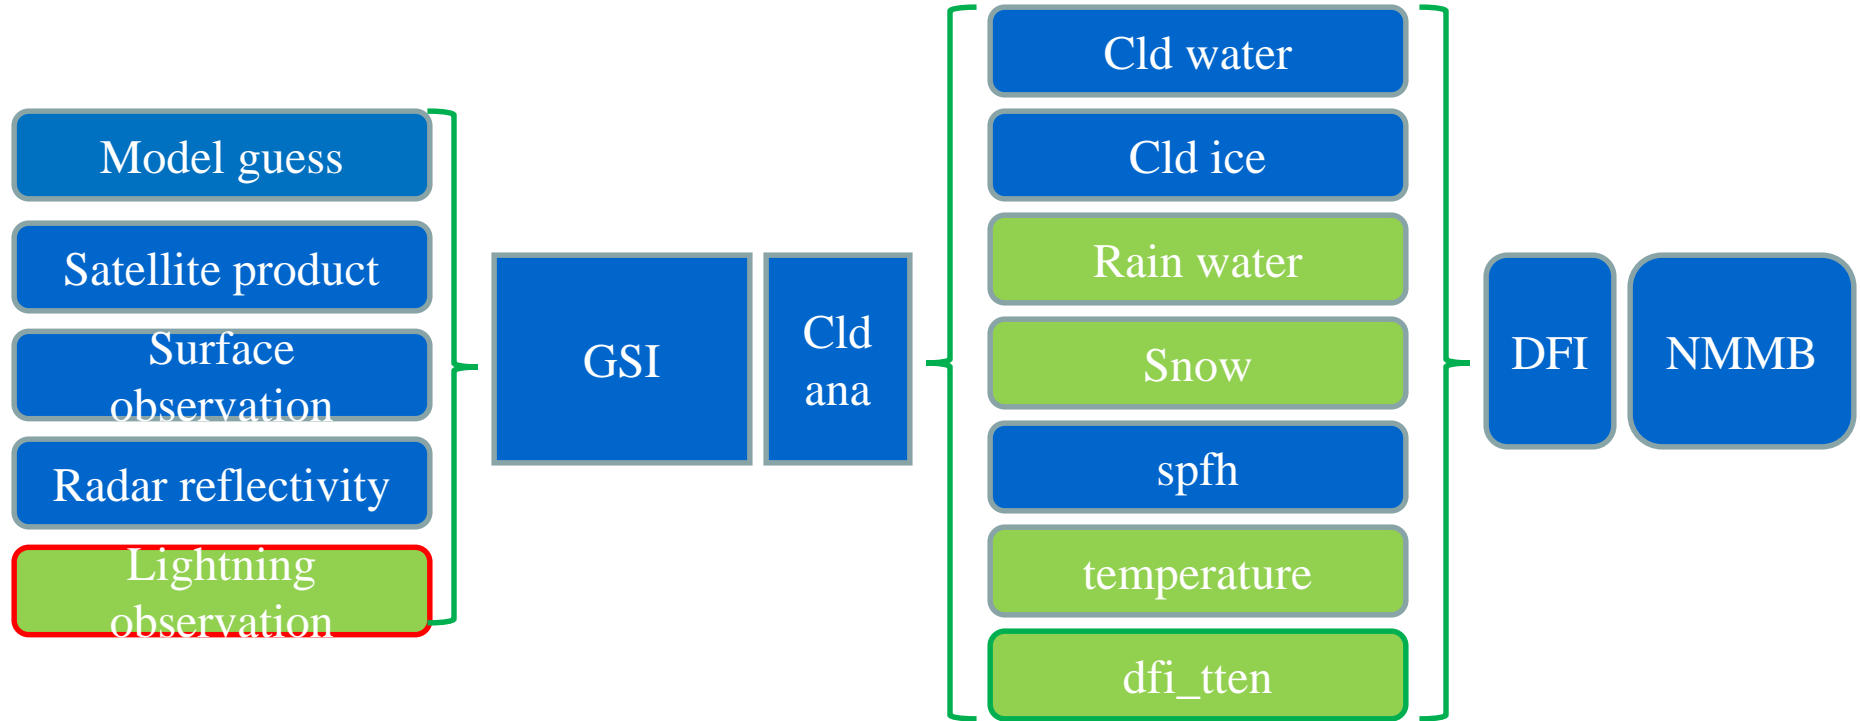 Model guess
Satellite product
Surface
observation
Radar reflectivity
Lightning
observation
GSI
Cld
ana
Cld water
Cld ice
Rain water
Snow
spfh
temperature
dfi_tten
DFI
NMMB